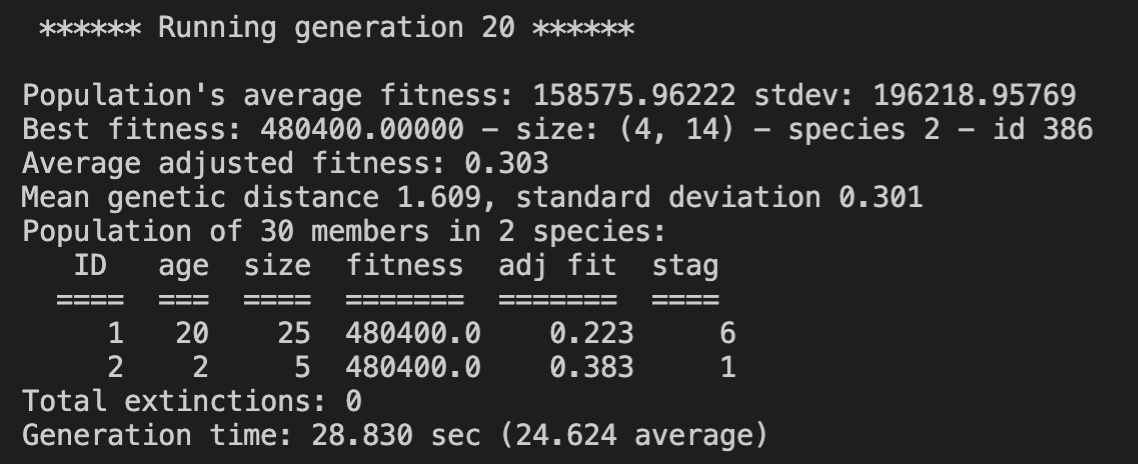 ****** Running generation 20 ******
Population's average fitness: 158575.96222 stdev: 196218.95769
Best fitness: 480400.00000 - size: (4, 14) - species 2 - id 386
Average adjusted fitness: 0.303
Mean genetic distance 1.609, standard deviation 0.301
Population of 30 members in 2 species:
   ID   age  size  fitness  adj fit  stag
  ====  ===  ====  =======  =======  ====
     1   20    25  480400.0    0.223     6
     2    2     5  480400.0    0.383     1
Total extinctions: 0
Generation time: 28.830 sec (24.624 average)